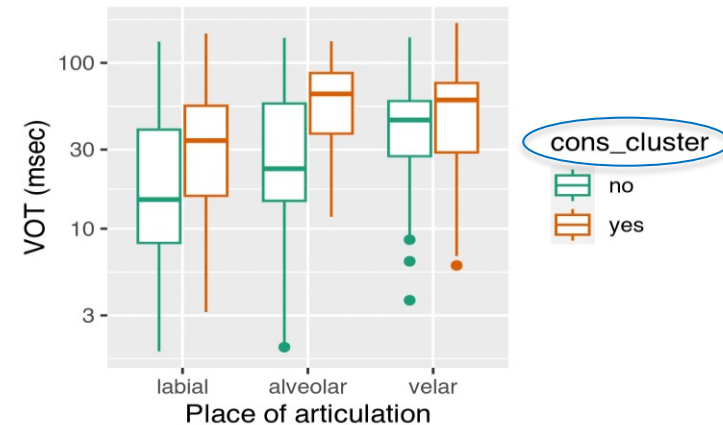 VOT (msec)
100
30
10
3
labial
alveolar
velar
Place of articulation
cons_cluster
no
yes